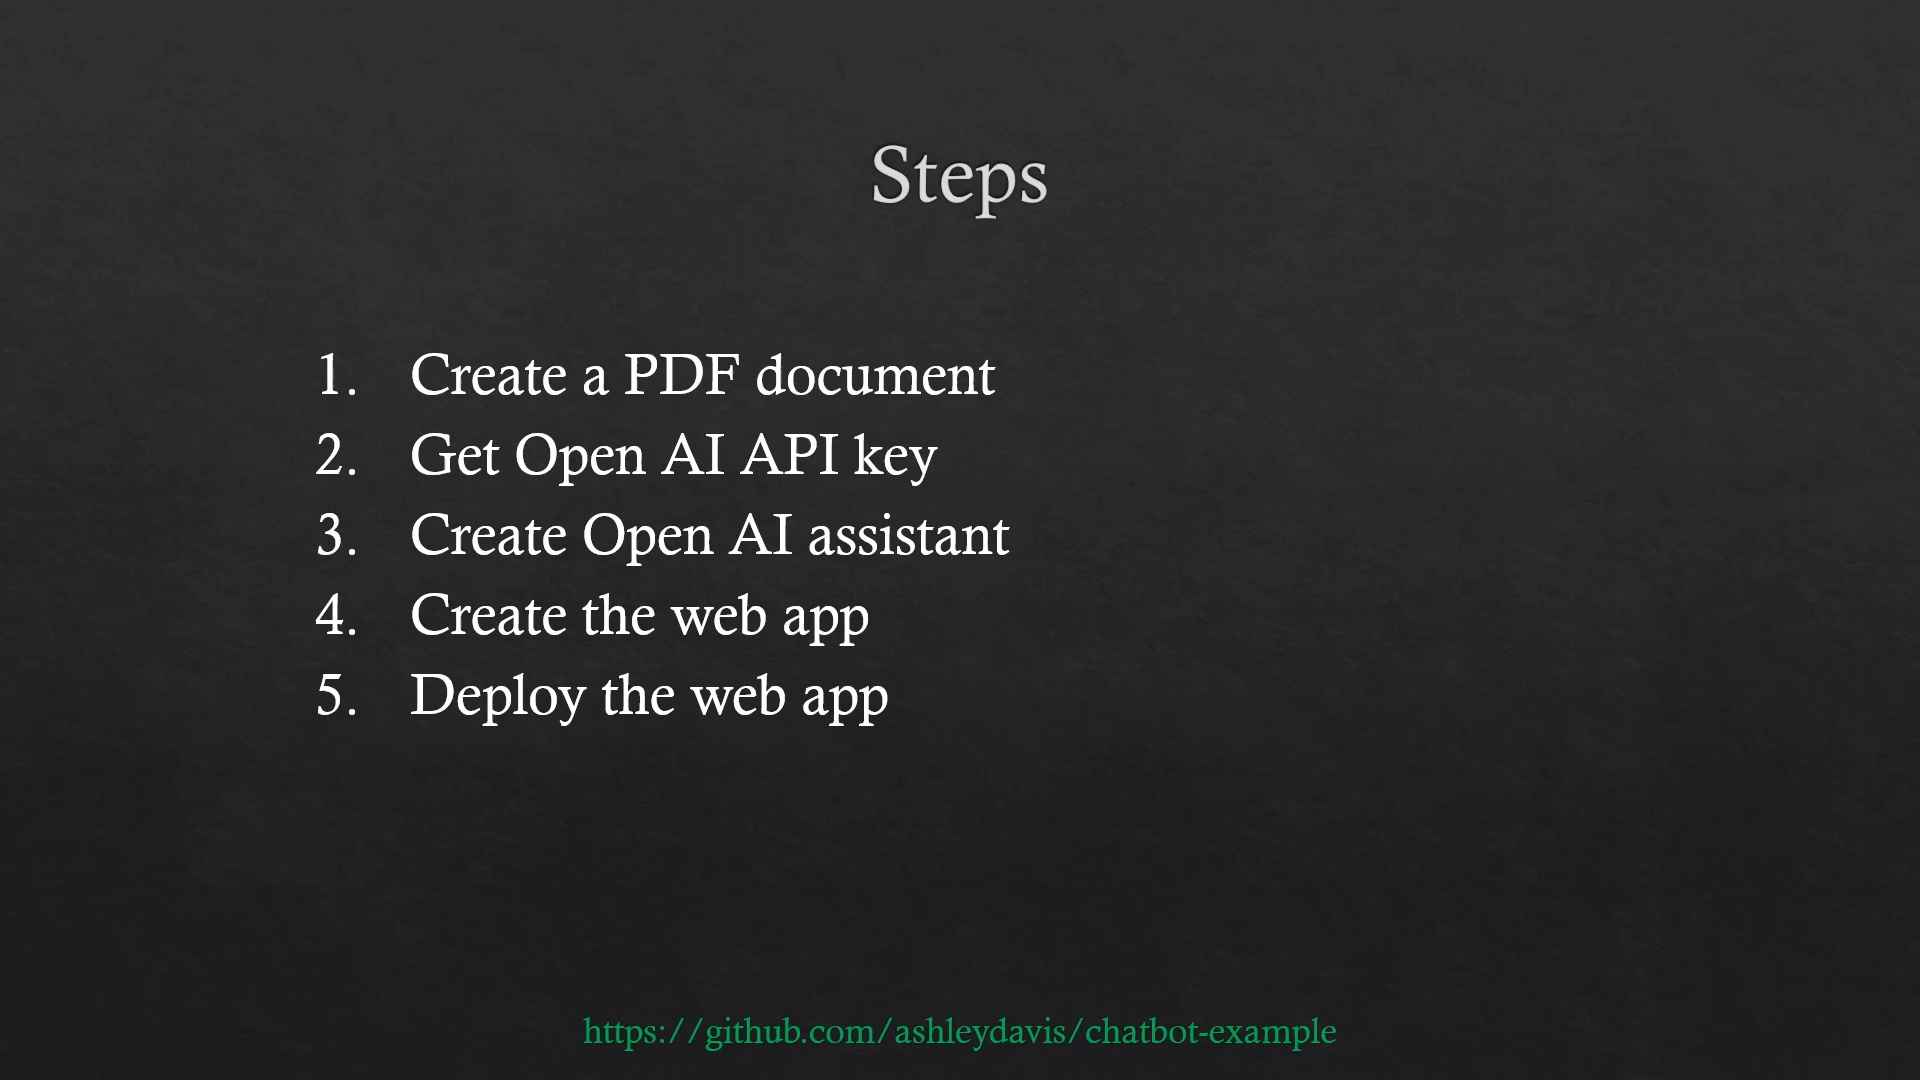 Steps
1. Create a PDF document
2. Get Open AI API key
3. Create Open AI assistant
4. Create the web app
5. Deploy the web app
https://github.com/ashleydavis/chatbot-example